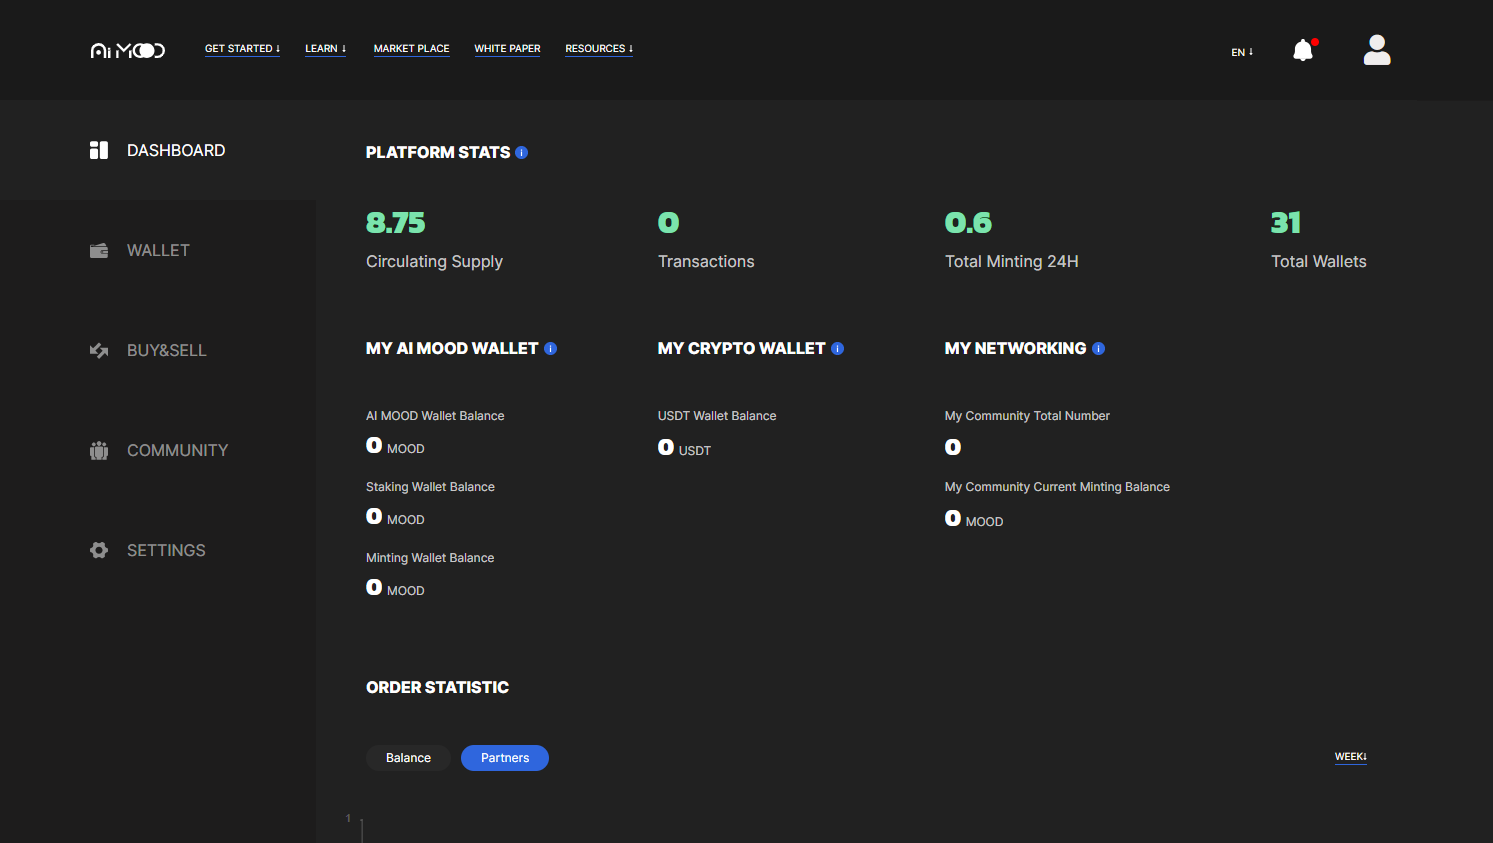 Ai MOOD
GET STARTED ↓
LEARN ↓
MARKET PLACE
WHITE PAPER
RESOURCES ↓
EN ↓
DASHBOARD
WALLET
BUY&SELL
COMMUNITY
SETTINGS
PLATFORM STATS i
8.75
Circulating Supply
0
Transactions
0.6
Total Minting 24H
31
Total Wallets
MY AI MOOD WALLET i
AI MOOD Wallet Balance
0 MOOD
Staking Wallet Balance
0 MOOD
Minting Wallet Balance
0 MOOD
MY CRYPTO WALLET i
USDT Wallet Balance
0 USDT
MY NETWORKING i
My Community Total Number
0
My Community Current Minting Balance
0 MOOD
ORDER STATISTIC
Balance
Partners
WEEK↓
1